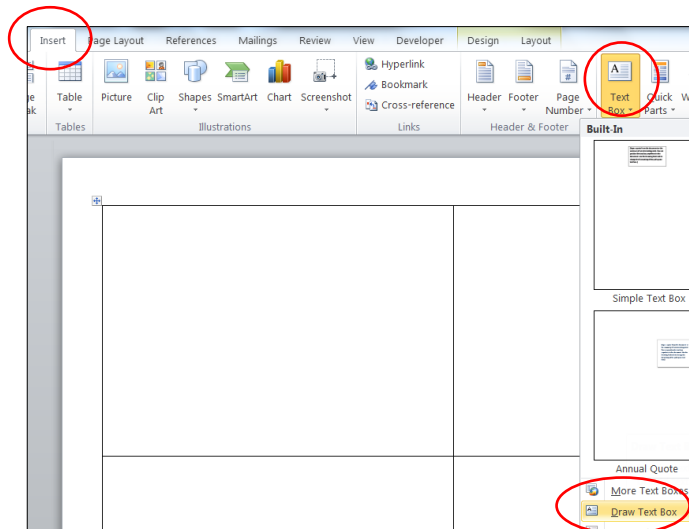 Insert Page Layout References Mailings Review View Developer Design Layout
Table Picture Clip Art Shapes SmartArt Chart Screenshot
Hyperlink
Bookmark
Cross-reference
Header Footer Page Number
Text Box Quick Parts
Tables Illustrations Links Header & Footer
Built-In
Simple Text Box
Annual Quote
More Text Boxes
Draw Text Box